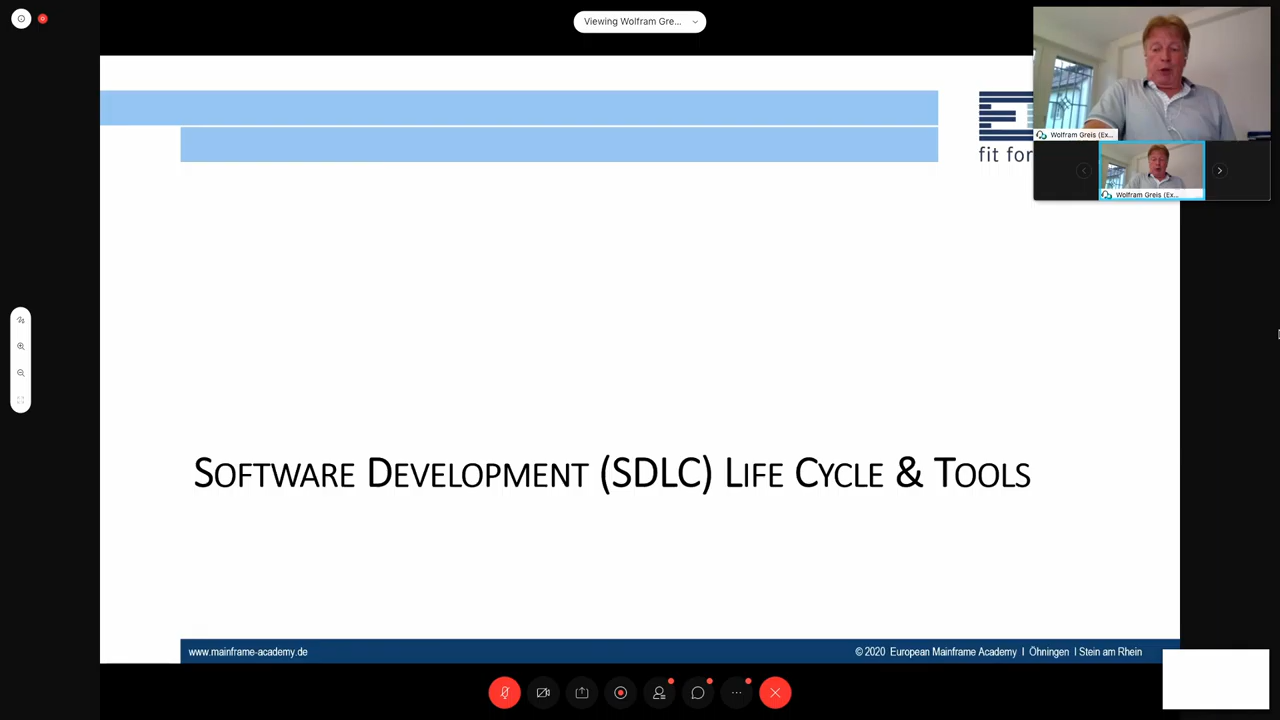 Viewing Wolfram Gre...
fit for
Wolfram Greis (Ex...
Wolfram Greis (Ex...
SOFTWARE DEVELOPMENT (SDLC) LIFE CYCLE & TOOLS
www.mainframe-academy.de
© 2020 European Mainframe Academy I Öhningen I Stein am Rhein